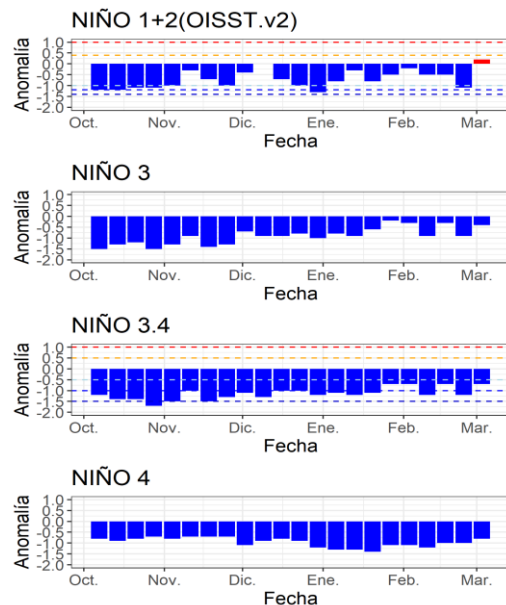 NIÑO 1+2(OISST.v2)
Anomalía
1.0
0.5
0.0
-0.5
-1.0
-1.5
-2.0
Oct. Nov. Dic. Ene. Feb. Mar.
Fecha
NIÑO 3
Anomalía
1.0
0.5
0.0
-0.5
-1.0
-1.5
-2.0
Oct. Nov. Dic. Ene. Feb. Mar.
Fecha
NIÑO 3.4
Anomalía
1.0
0.5
0.0
-0.5
-1.0
-1.5
-2.0
Oct. Nov. Dic. Ene. Feb. Mar.
Fecha
NIÑO 4
Anomalía
1.0
0.5
0.0
-0.5
-1.0
-1.5
-2.0
Oct. Nov. Dic. Ene. Feb. Mar.
Fecha